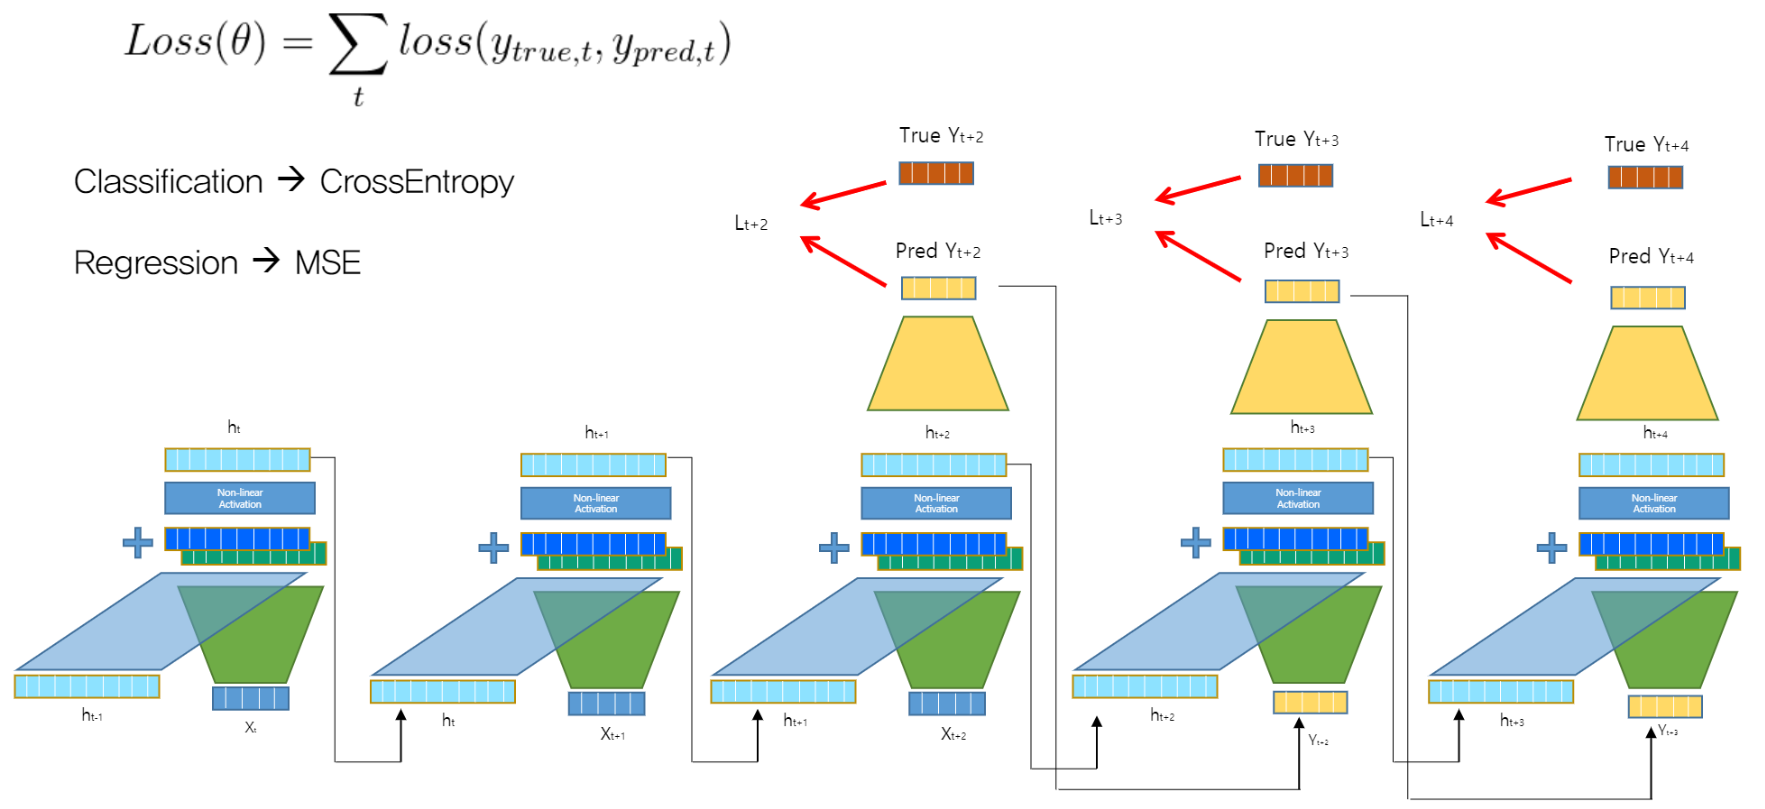 Loss(θ) = ∑ loss(y_{true,t}, y_{pred,t})
t
Classification → CrossEntropy
Regression → MSE
True Y_{t+2}
True Y_{t+3}
True Y_{t+4}
L_{t+2}
L_{t+3}
L_{t+4}
Pred Y_{t+2}
Pred Y_{t+3}
Pred Y_{t+4}
h_t
h_{t+1}
h_{t+2}
h_{t+3}
h_{t+4}
Non-linear
Activation
Non-linear
Activation
Non-linear
Activation
Non-linear
Activation
Non-linear
Activation
+
+
+
+
+
h_{t-1}
X_t
h_t
X_{t+1}
h_{t+1}
X_{t+2}
h_{t+2}
Y_{t+2}
h_{t+3}
Y_{t+3}